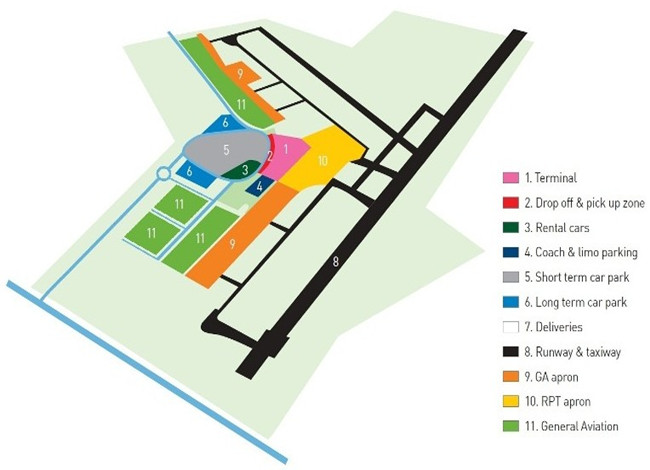 9
11
6
5
2
1
10
3
6
4
11
11
11
9
8
1. Terminal
2. Drop off & pick up zone
3. Rental cars
4. Coach & limo parking
5. Short term car park
6. Long term car park
7. Deliveries
8. Runway & taxiway
9. GA apron
10. RPT apron
11. General Aviation